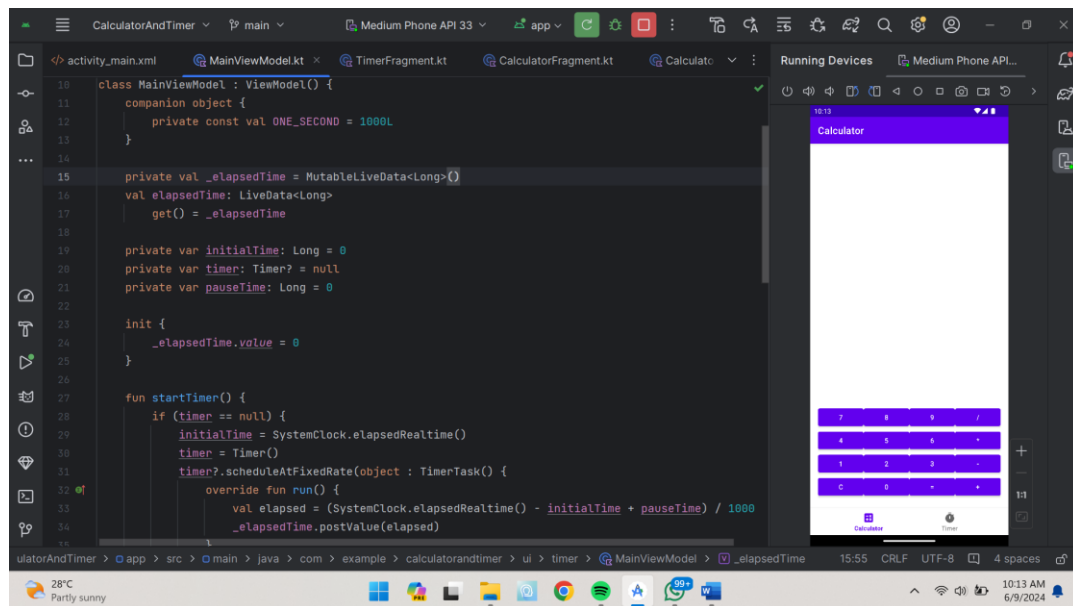 CalculatorAndTimer main Medium Phone API 33 app
activity_main.xml MainViewModel.kt TimerFragment.kt CalculatorFragment.kt Calculato
Running Devices Medium Phone API...
10 class MainViewModel : ViewModel() {
11 companion object {
12 private const val ONE_SECOND = 1000L
13 }
14
15 private val _elapsedTime = MutableLiveData<Long>()
16 val elapsedTime: LiveData<Long>
17 get() = _elapsedTime
18
19 private var initialTime: Long = 0
20 private var timer: Timer? = null
21 private var pauseTime: Long = 0
22
23 init {
24 _elapsedTime.value = 0
25 }
26
27 fun startTimer() {
28 if (timer == null) {
29 initialTime = SystemClock.elapsedRealtime()
30 timer = Timer()
31 timer?.scheduleAtFixedRate(object : TimerTask() {
32 override fun run() {
33 val elapsed = (SystemClock.elapsedRealtime() - initialTime + pauseTime) / 1000
34 _elapsedTime.postValue(elapsed)
35 }
10:13
Calculator
7 8 9 /
4 5 6 *
1 2 3 -
C 0 = +
Calculator Timer
1:1
ulatorAndTimer > app > src > main > java > com > example > calculatorandtimer > ui > timer > MainViewModel > _elapsedTime
15:55 CRLF UTF-8 4 spaces
28°C
Partly sunny
PRE
99+
10:13 AM
6/9/2024